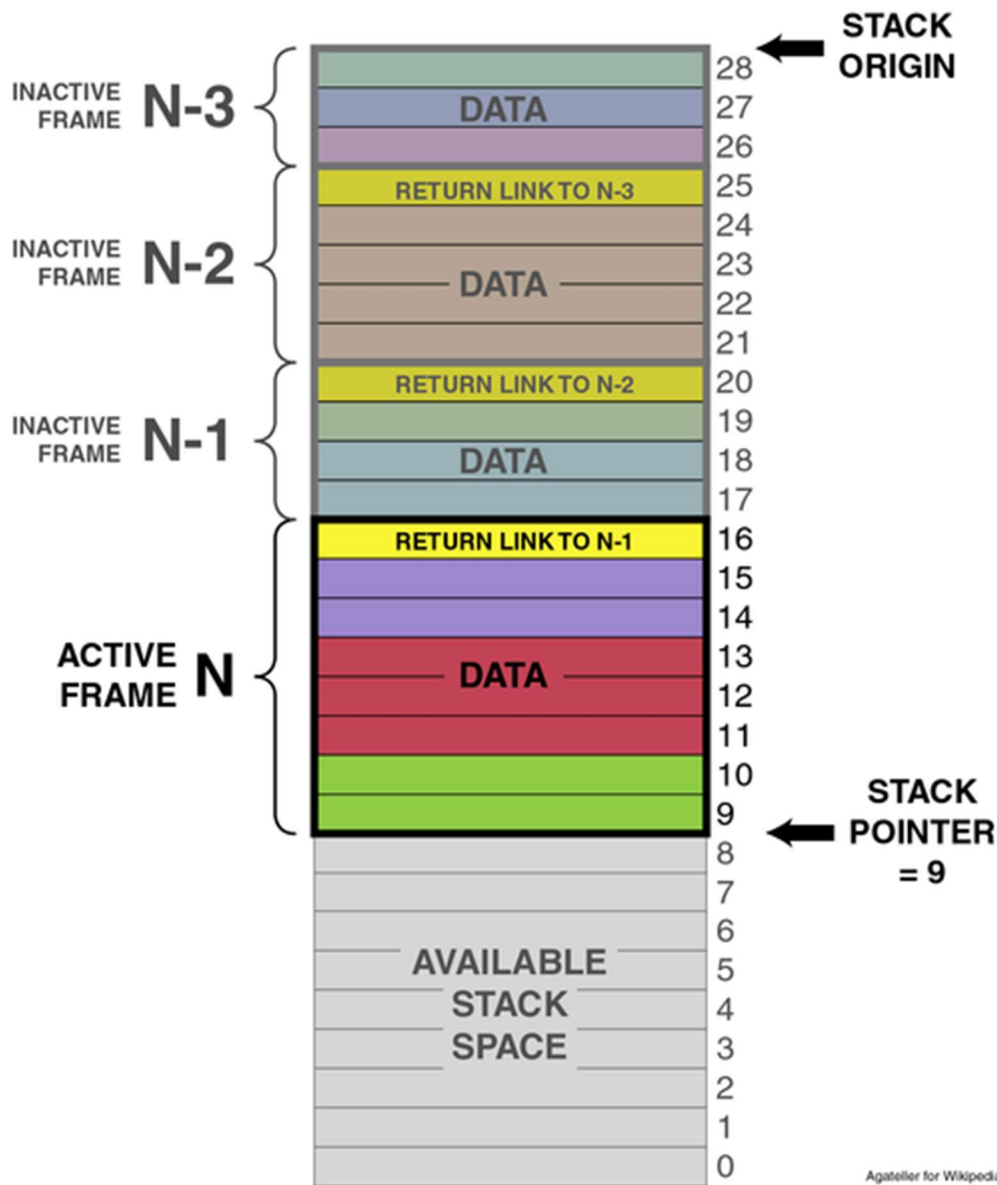 STACK
ORIGIN
28
INACTIVE
FRAME
N-3
DATA
27
26
RETURN LINK TO N-3
25
24
INACTIVE
FRAME
N-2
23
DATA
22
21
RETURN LINK TO N-2
20
19
INACTIVE
FRAME
N-1
DATA
18
17
RETURN LINK TO N-1
16
15
14
ACTIVE
FRAME
N
13
DATA
12
11
10
9
STACK
POINTER
= 9
8
7
6
AVAILABLE
STACK
SPACE
5
4
3
2
1
0
Agateller for Wikipedia